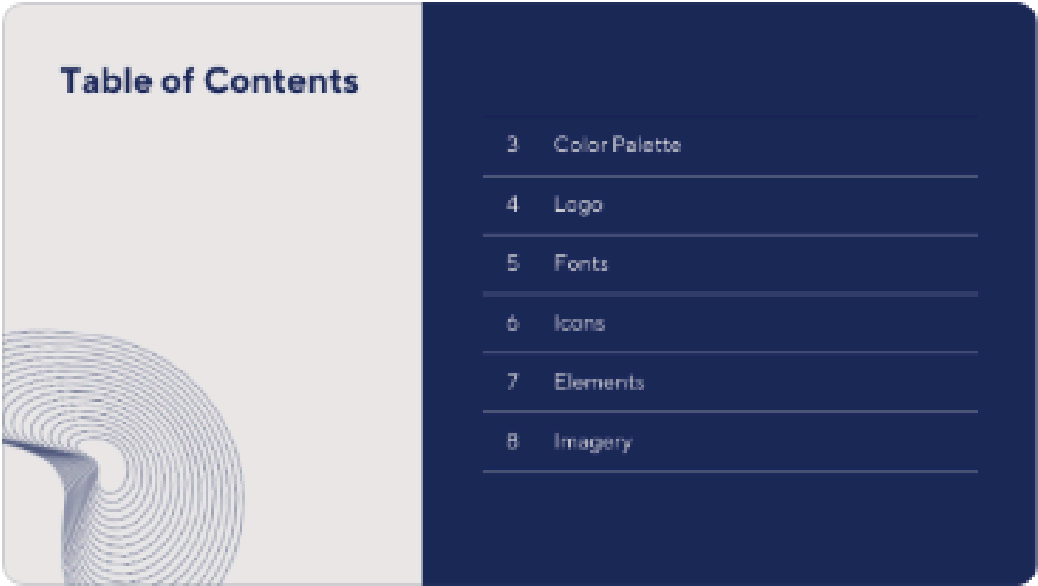 Table of Contents
3 Color Palette
4 Logo
5 Fonts
6 Icons
7 Elements
8 Imagery